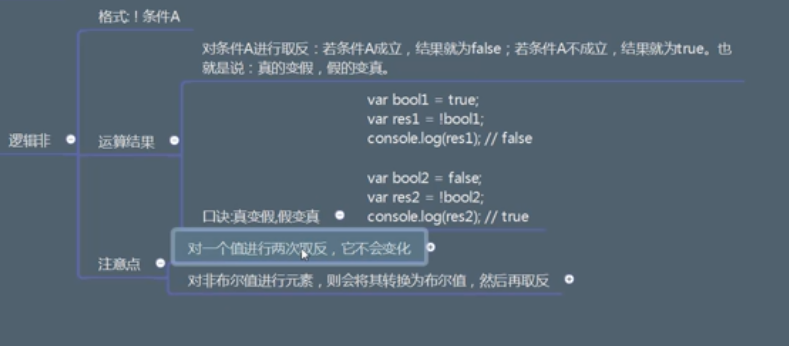 格式:！条件A
对条件A进行取反：若条件A成立，结果就为false；若条件A不成立，结果就为true。也
就是说：真的变假，假的变真。
var bool1 = true;
var res1 = !bool1;
console.log(res1); // false
逻辑非
运算结果
var bool2 = false;
var res2 = !bool2;
口诀:真变假,假变真
console.log(res2); // true
对一个值进行两次取反，它不会变化
注意点
对非布尔值进行元素，则会将其转换为布尔值，然后再取反